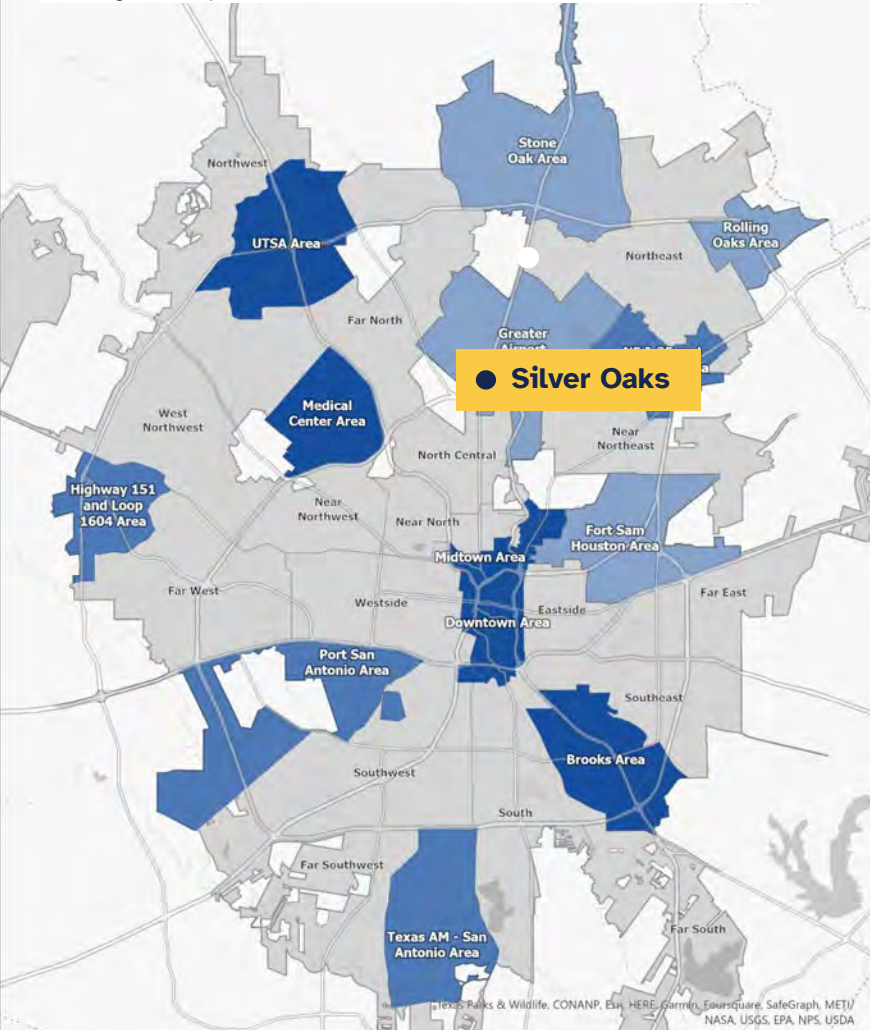 Northwest
Stone
Oak Area
UTSA Area
Rolling
Oaks Area
Northeast
Far North
Greater
Silver Oaks
Medical
Center Area
West
Northwest
Near
Northeast
North Central
Highway 151
and Loop
1604 Area
Near
Northwest
Near North
Fort Sam
Houston Area
Midtown Area
Far West
Westside
Eastside
Far East
Downtown Area
Port San
Antonio Area
Southeast
Brooks Area
Southwest
South
Far Southwest
Far South
Texas AM - San
Antonio Area
Texas Parks & Wildlife, CONANP, Esri, HERE, Garmin, Foursquare, SafeGraph, METI/
NASA, USGS, EPA, NPS, USDA